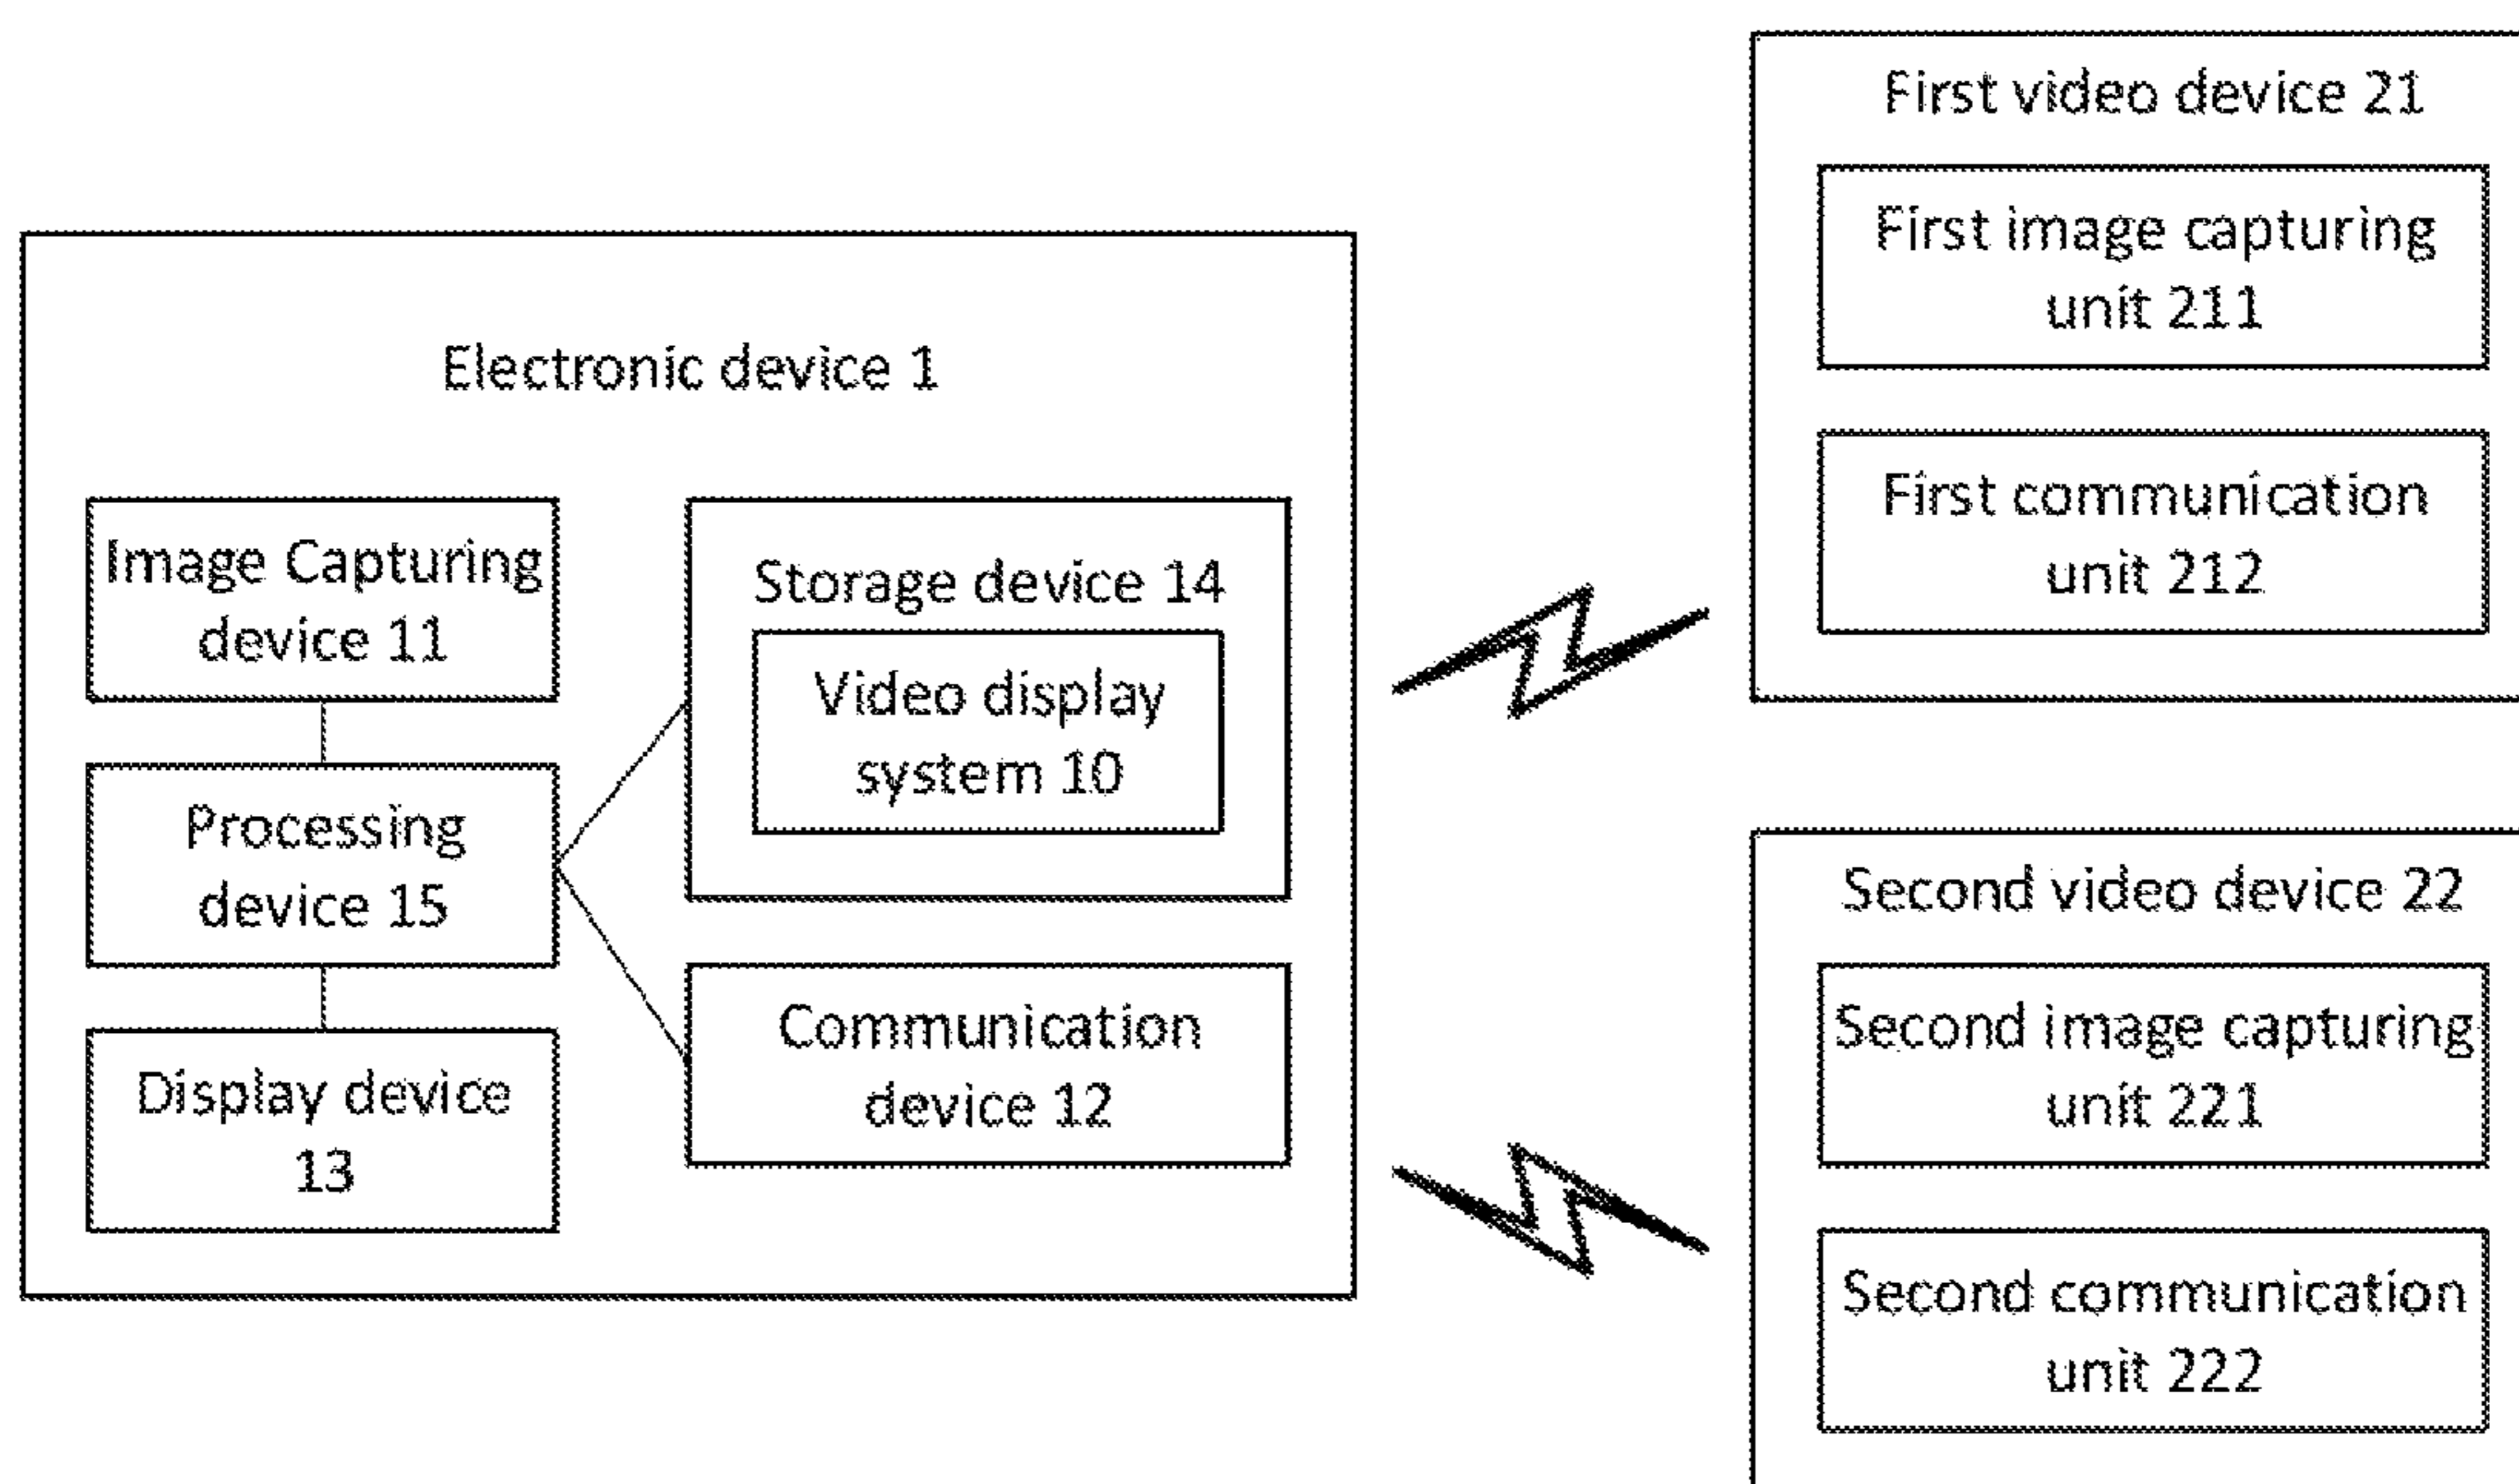 Electronic device 1
Image Capturing
device 11
Processing
device 15
Display device
13
Storage device 14
Video display
system 10
Communication
device 12
First video device 21
First image capturing
unit 211
First communication
unit 212
Second video device 22
Second image capturing
unit 221
Second communication
unit 222